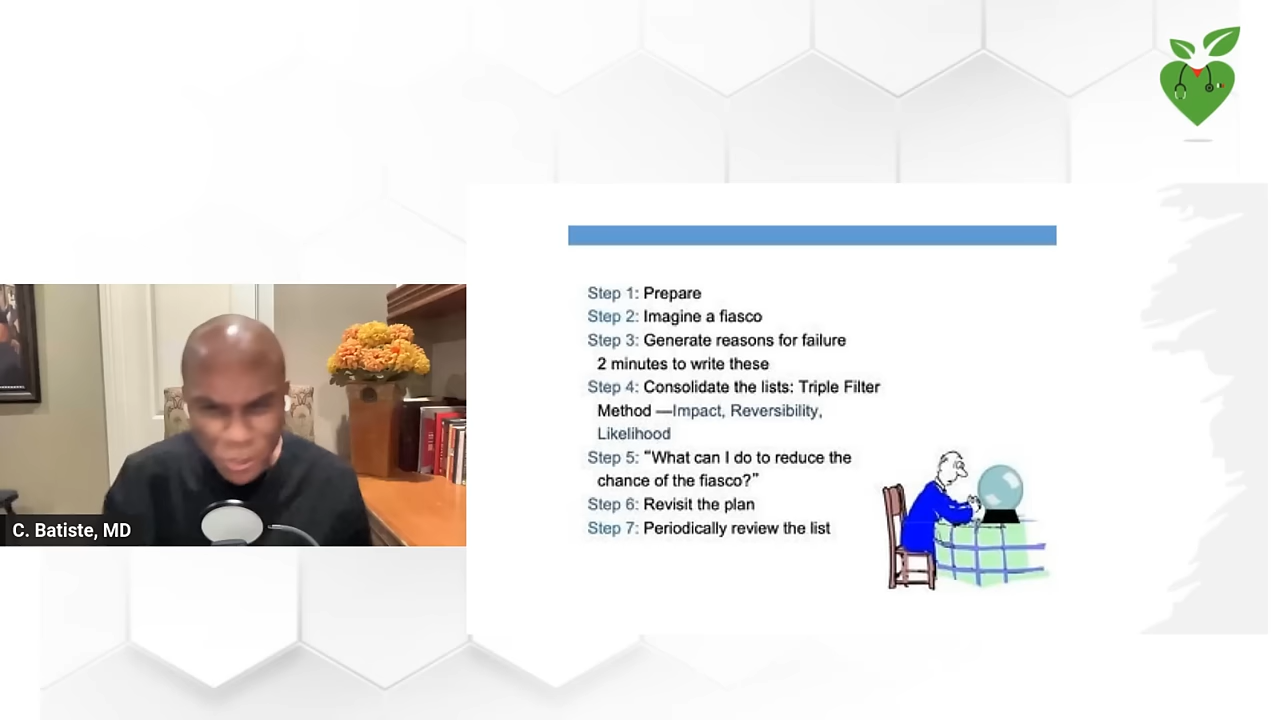 Step 1: Prepare
Step 2: Imagine a fiasco
Step 3: Generate reasons for failure
2 minutes to write these
Step 4: Consolidate the lists: Triple Filter
Method —Impact, Reversibility,
Likelihood
Step 5: "What can I do to reduce the
chance of the fiasco?"
Step 6: Revisit the plan
Step 7: Periodically review the list
C. Batiste, MD